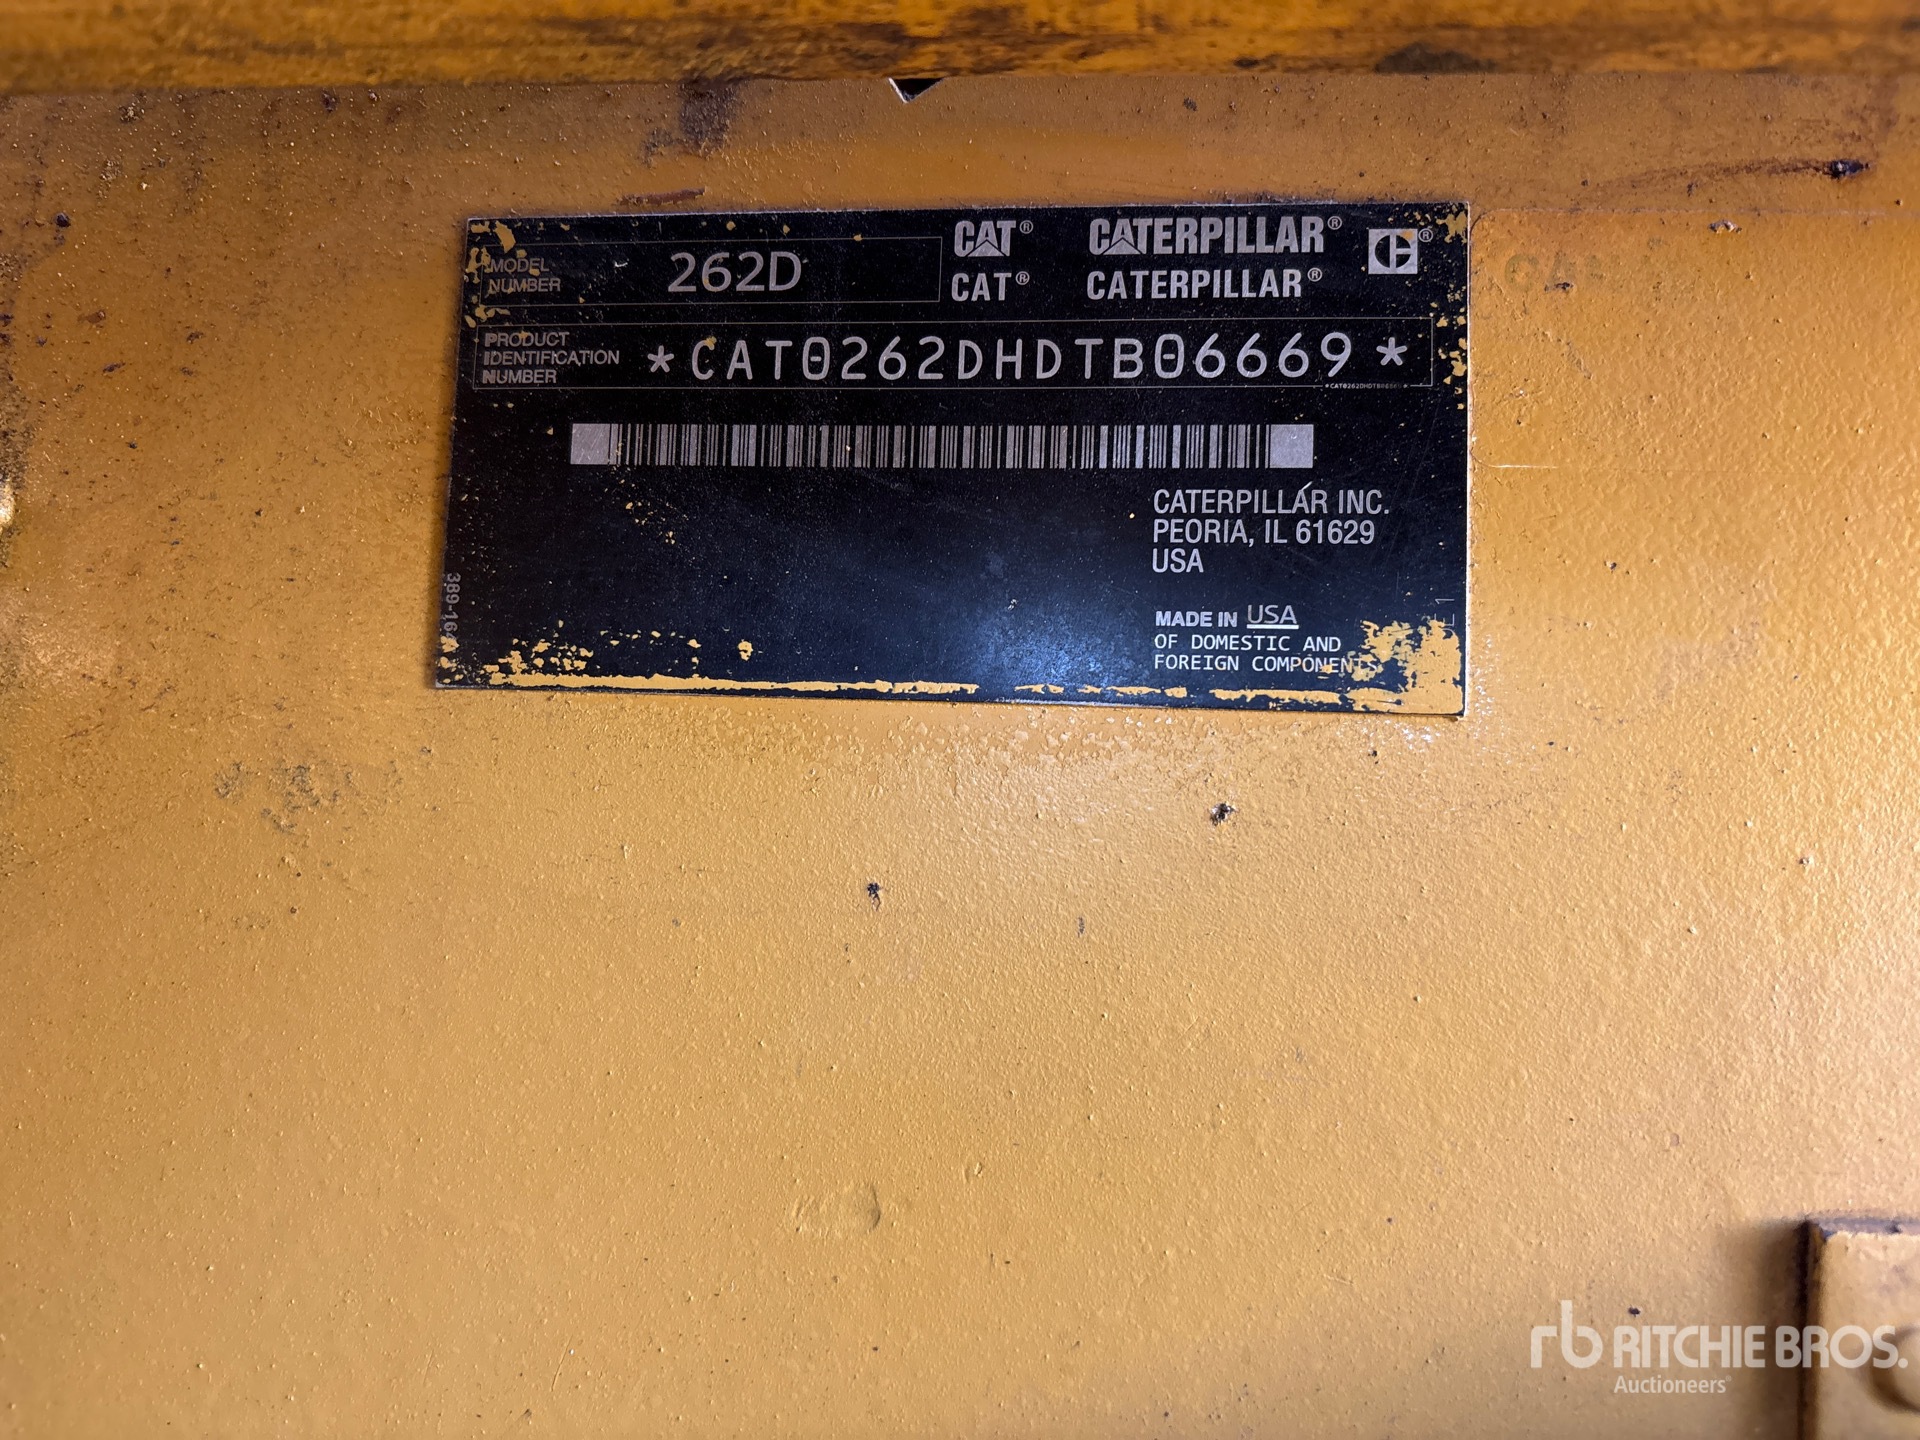 MODEL
NUMBER
262D
CAT® CATERPILLAR®
CAT® CATERPILLAR®
PRODUCT
IDENTIFICATION
NUMBER
*CAT0262DHDTB06669*
CATERPILLAR INC.
PEORIA, IL 61629
USA
MADE IN USA
OF DOMESTIC AND
FOREIGN COMPONENTS
rb RITCHIE BROS.
Auctioneers